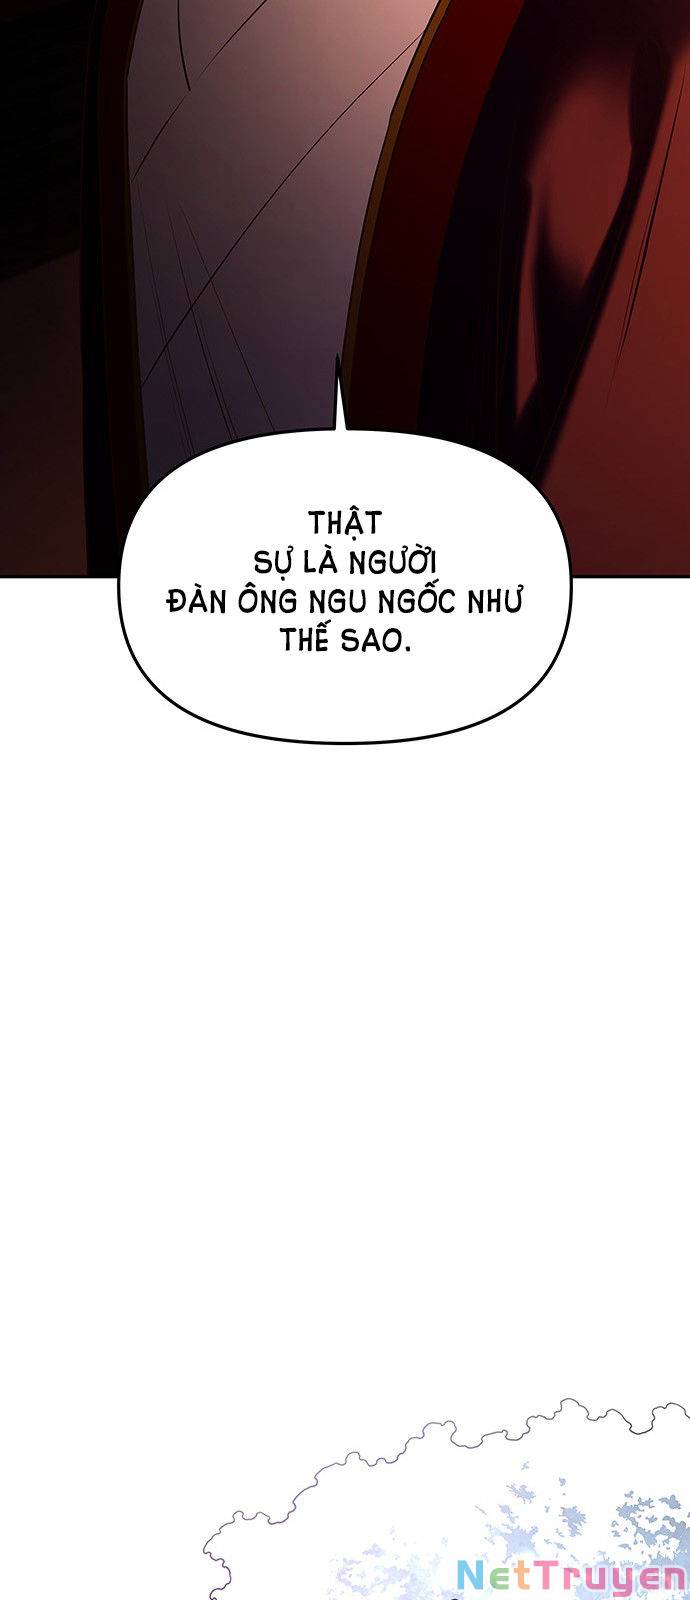 THẬT
SỰ LÀ NGƯỜI
ĐÀN ÔNG NGU NGỐC NHƯ
THẾ SAO.
NetTruyen